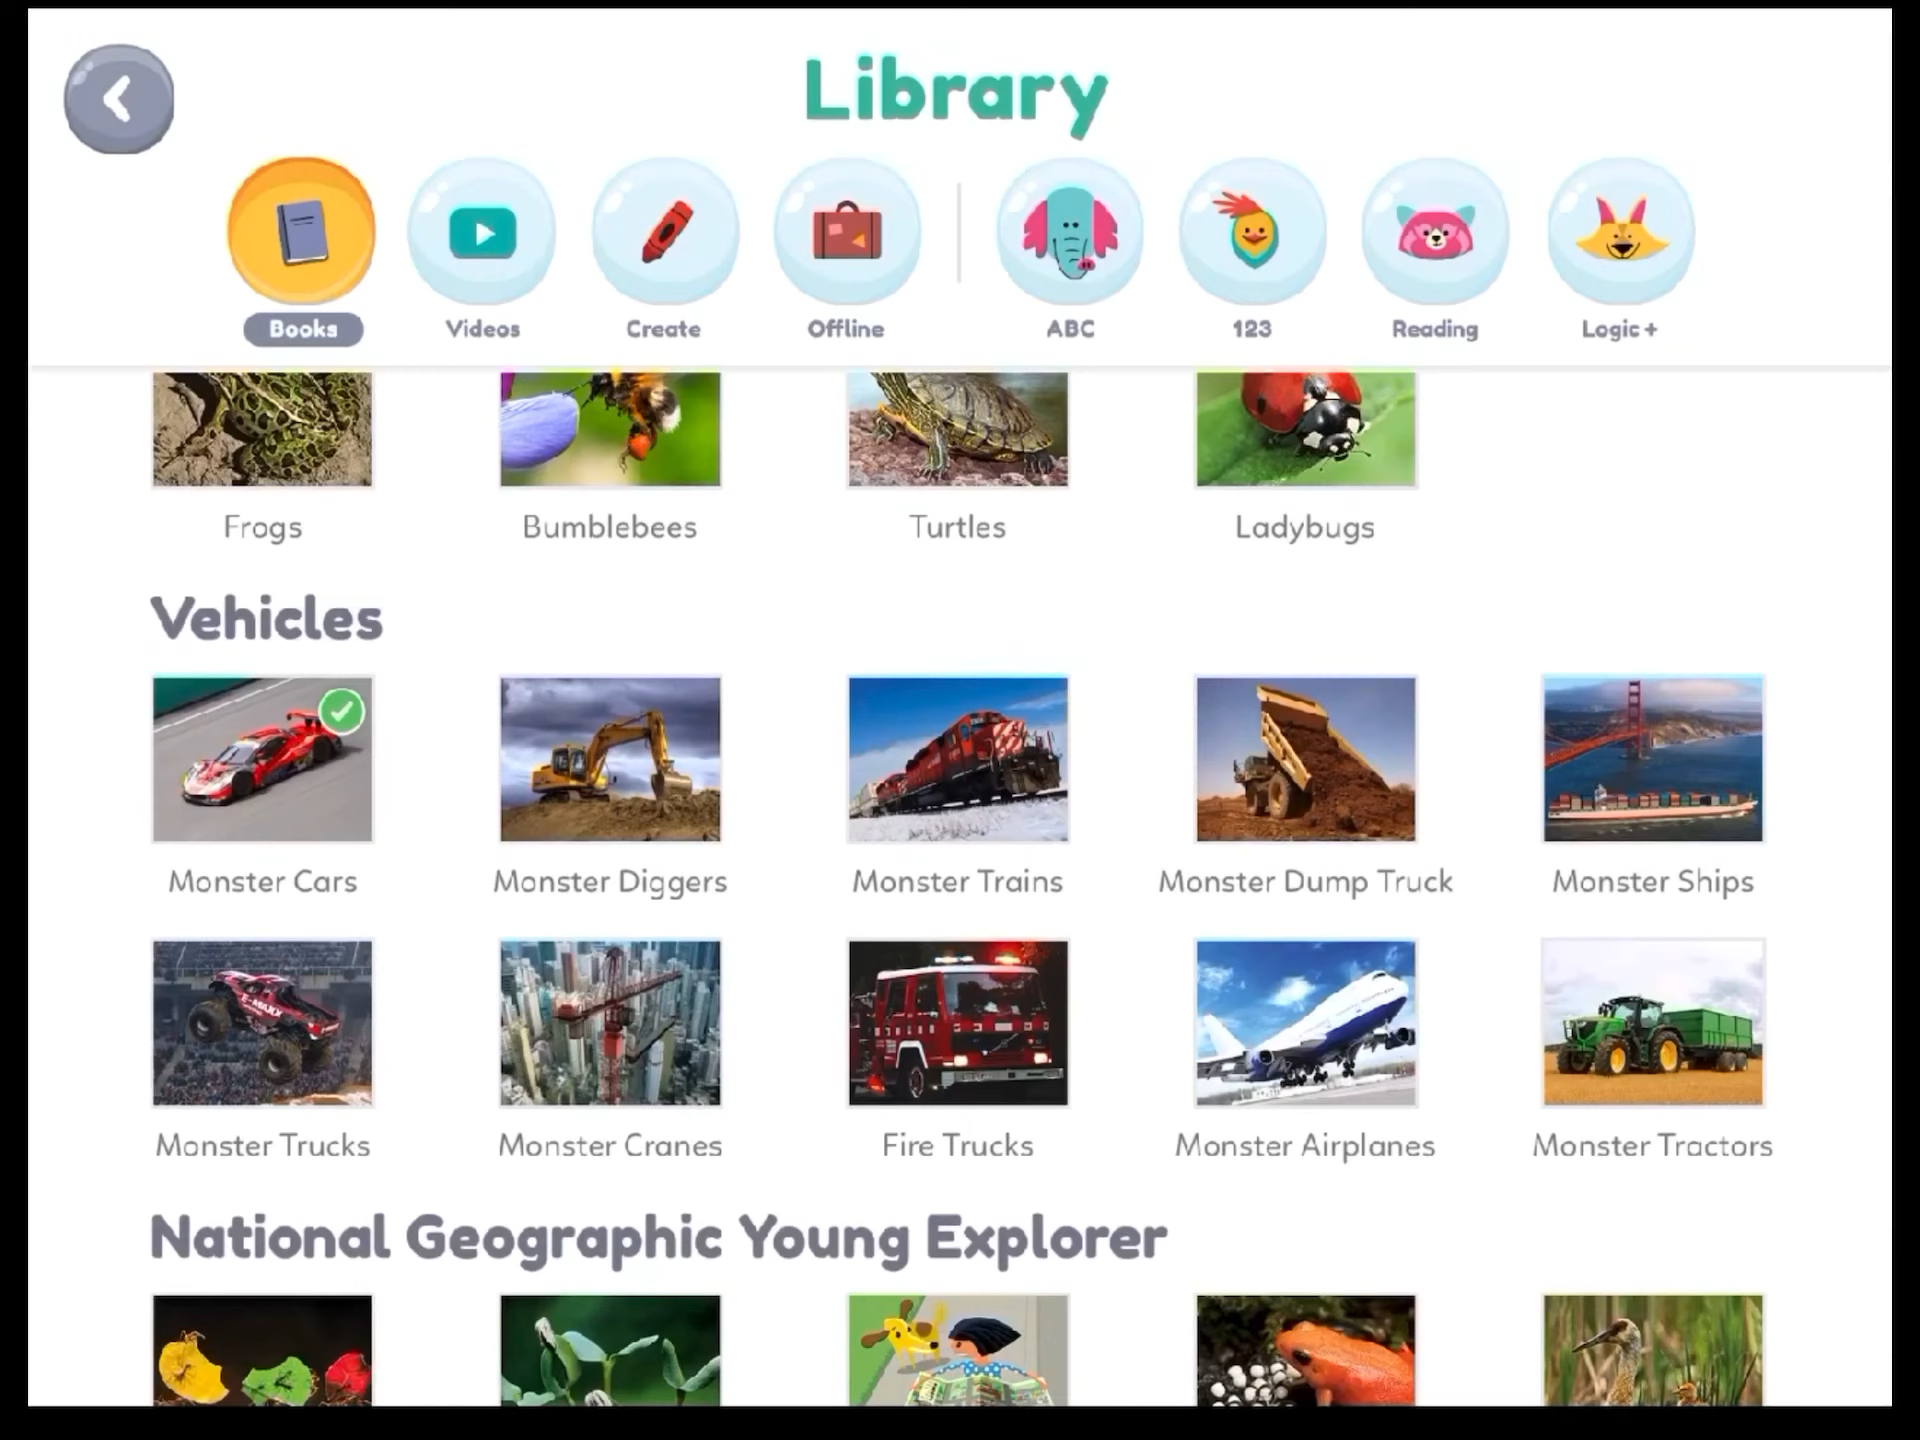 Library
Books Videos Create Offline ABC 123 Reading Logic+
Frogs Bumblebees Turtles Ladybugs
Vehicles
Monster Cars Monster Diggers Monster Trains Monster Dump Truck Monster Ships
E-MAXX
Monster Trucks Monster Cranes Fire Trucks Monster Airplanes Monster Tractors
National Geographic Young Explorer